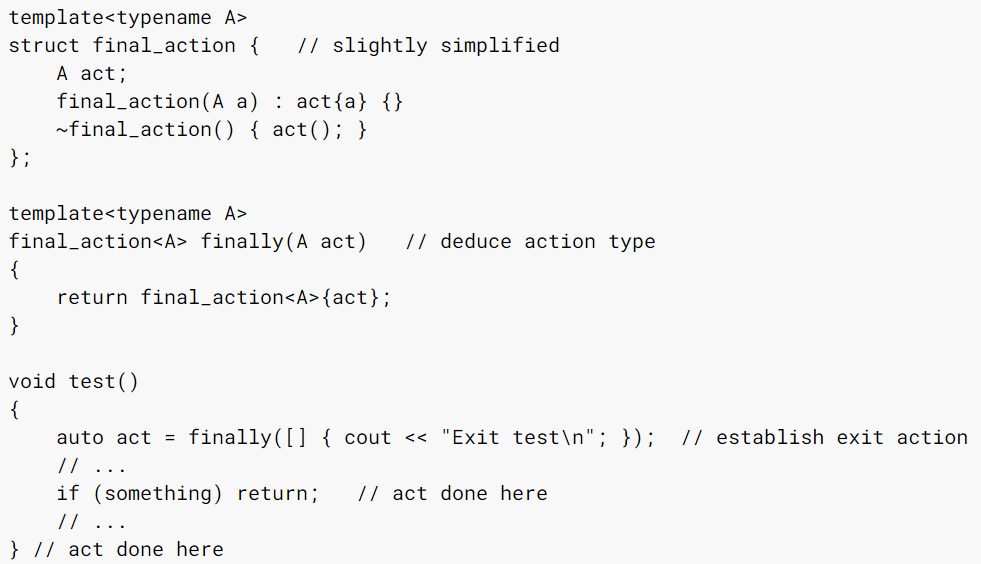 template<typename A>
struct final_action {   // slightly simplified
    A act;
    final_action(A a) : act{a} {}
    ~final_action() { act(); }
};

template<typename A>
final_action<A> finally(A act)   // deduce action type
{
    return final_action<A>{act};
}

void test()
{
    auto act = finally([] { cout << "Exit test\n"; });  // establish exit action
    // ...
    if (something) return;   // act done here
    // ...
} // act done here